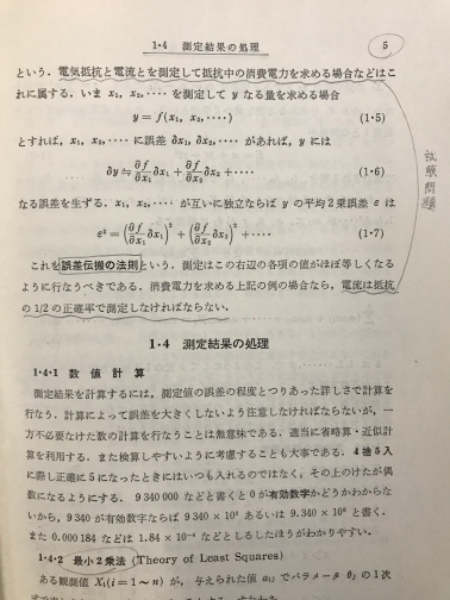 1・4 測定結果の処理
5
という．電気抵抗と電流とを測定して抵抗中の消費電力を求める場合などはこ
れに属する．いま x₁, x₂, ‥‥ を測定して y なる量を求める場合
y = f(x₁, x₂, ‥‥) (1・5)
とすれば，x₁, x₂, ‥‥ に誤差 ∂x₁, ∂x₂, ‥‥ があれば，y には
∂y ≒ ∂f/∂x₁ ∂x₁ + ∂f/∂x₂ ∂x₂ + ‥‥ (1・6)
なる誤差を生ずる．x₁, x₂, ‥‥ が互いに独立ならば y の平均2乗誤差 ε は
ε² = (∂f/∂x₁ ∂x₁)² + (∂f/∂x₂ ∂x₂)² + ‥‥ (1・7)
これを誤差伝搬の法則という．測定はこの右辺の各項の値がほぼ等しくなる
ように行なうべきである．消費電力を求める上記の例の場合なら，電流は抵抗
の 1/2 の正確率で測定しなければならない．
試験問題
1・4 測定結果の処理
1・4・1 数値計算
測定結果を計算するには，測定値の誤差の程度とつりあった詳しさで計算を
行なう．計算によって誤差を大きくしないよう注意しなければならないが，一
方不必要なけた数の計算を行なうことは無意味である．適当に省略算・近似計
算を利用する．また検算しやすいように考慮することも大事である．4捨5入
に際し正確に5になったときにはいつも入れるのではなく，その上のけたが偶
数になるようにする．9 340 000 などと書くと0が有効数字かどうかわからな
いから，9 340 が有効数字ならば 9 340 × 10³ あるいは 9.340 × 10⁶ と書く．
また 0.000 184 などは 1.84 × 10⁻⁴ などとしるしたほうがわかりやすい．
1・4・2 最小2乗法 (Theory of Least Squares)
ある観測値 Xᵢ(i = 1 ～ n) が，与えられた値 aᵢⱼ でパラメータ θⱼ の1次